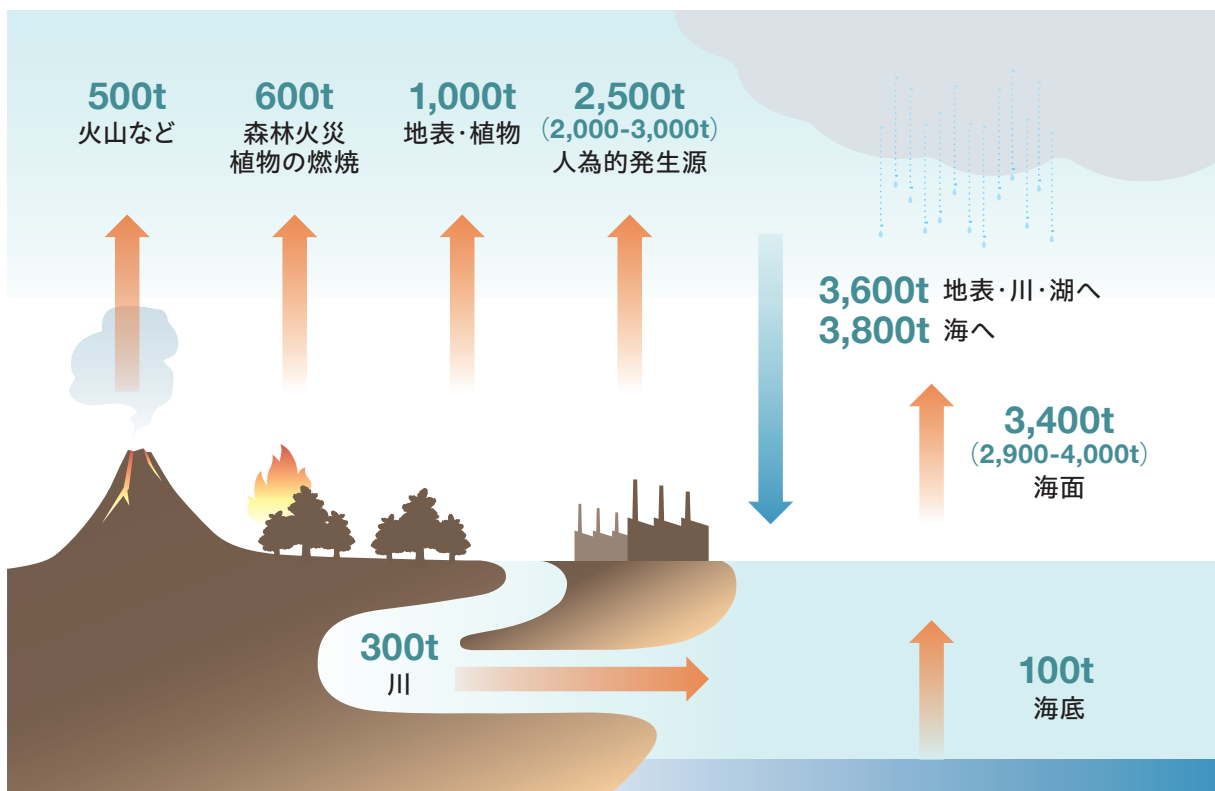 500t
火山など
600t
森林火災
植物の燃焼
1,000t
地表・植物
2,500t
（2,000-3,000t）
人為的発生源
3,600t 地表・川・湖へ
3,800t 海へ
3,400t
（2,900-4,000t）
海面
300t
川
100t
海底